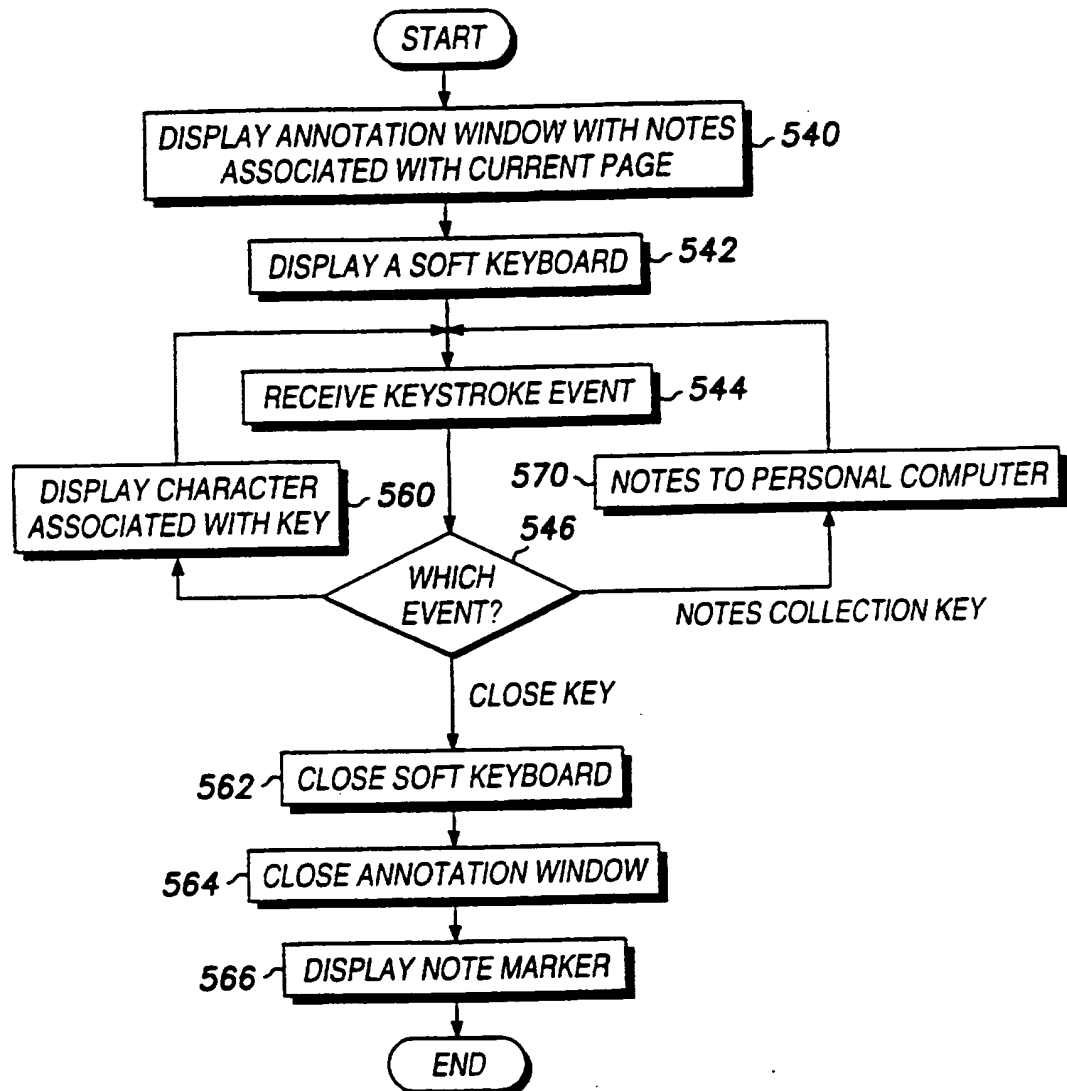 START
DISPLAY ANNOTATION WINDOW WITH NOTES
ASSOCIATED WITH CURRENT PAGE
540
DISPLAY A SOFT KEYBOARD
542
RECEIVE KEYSTROKE EVENT
544
DISPLAY CHARACTER
ASSOCIATED WITH KEY
560
570
NOTES TO PERSONAL COMPUTER
546
WHICH
EVENT?
NOTES COLLECTION KEY
CLOSE KEY
562
CLOSE SOFT KEYBOARD
564
CLOSE ANNOTATION WINDOW
566
DISPLAY NOTE MARKER
END